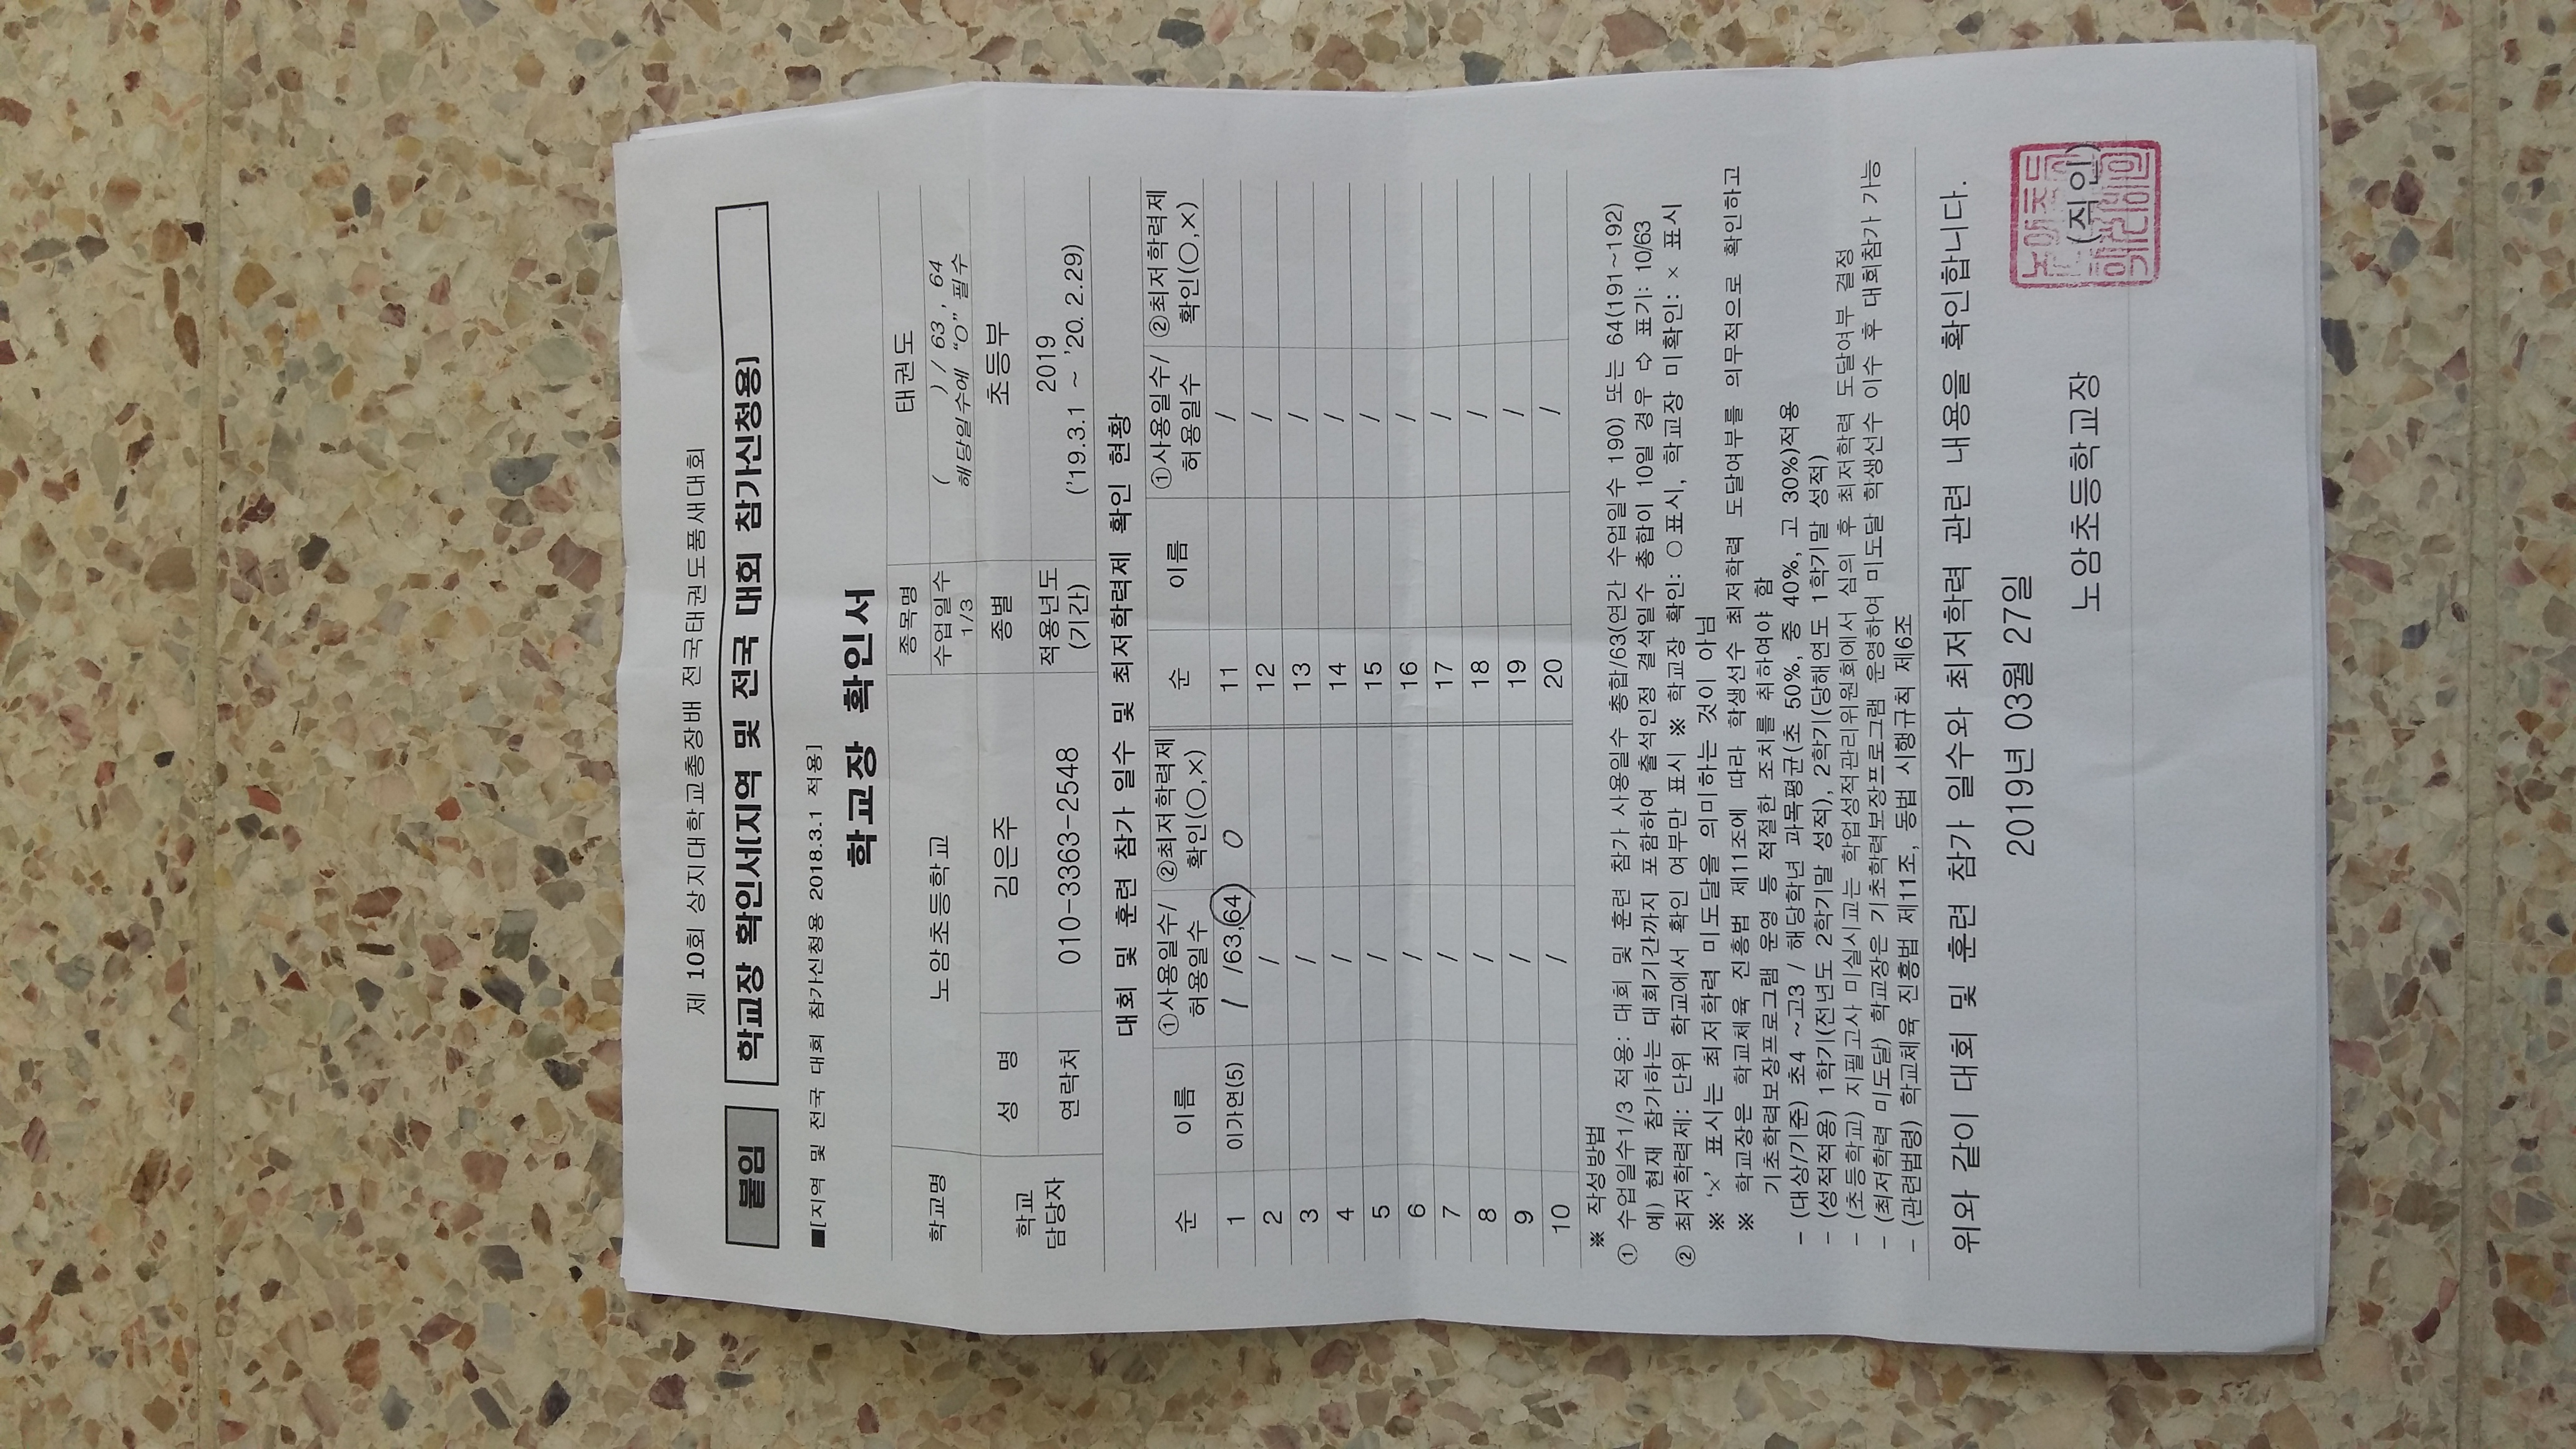 제 10회 상지대학교총장배 전국태권도품새대회
붙임 학교장 확인서[지역 및 전국 대회 참가신청용]
■[지역 및 전국 대회 참가신청용 2018.3.1 적용]
학교장 확인서
학교명 노암초등학교 종목명 태권도
수업일수 1/3 ( ) / 63 , 64
해당일수에 "O" 필수
학교 담당자 성 명 김은주 종별 초등부
연락처 010-3363-2548 적용년도 (기간) 2019
('19.3.1 ~ '20. 2.29)
대회 및 훈련 참가 일수 및 최저학력제 확인 현황
순 이름 ①사용일수/ 허용일수 ②최저학력제 확인(○,×) 순 이름 ①사용일수/ 허용일수 ②최저학력제 확인(○,×)
1 이가연(5) / /63,64 0 11 /
2 / 12 /
3 / 13 /
4 / 14 /
5 / 15 /
6 / 16 /
7 / 17 /
8 / 18 /
9 / 19 /
10 / 20 /
※ 작성방법
① 수업일수1/3 적용: 대회 및 훈련 참가 사용일수 총합/63(연간 수업일수 190) 또는 64(191~192)
예) 현재 참가하는 대회기간까지 포함하여 출석인정 결석일수 총합이 10일 경우 ⇨ 표기: 10/63
② 최저학력제: 단위 학교에서 확인 여부만 표시 ※ 학교장 확인: ○표시, 학교장 미확인: × 표시
※ '×' 표시는 최저학력 미도달을 의미하는 것이 아님
※ 학교장은 학교체육 진흥법 제11조에 따라 학생선수 최저학력 도달여부를 의무적으로 확인하고
기초학력보장프로그램 운영 등 적절한 조치를 취하여야 함
- (대상/기준) 초4 ~고3 / 해당학년 과목평균(초 50%, 중 40%, 고 30%)적용
- (성적적용) 1학기(전년도 2학기말 성적), 2학기(당해연도 1학기말 성적)
- (초등학교) 지필고사 미실시교는 학업성적관리위원회에서 심의 후 최저학력 도달여부 결정
- (최저학력 미도달) 학교장은 기초학력보장프로그램 운영하여 미도달 학생선수 이수 후 대회참가 가능
- (관련법령) 학교체육 진흥법 제11조, 동법 시행규칙 제6조
위와 같이 대회 및 훈련 참가 일수와 최저학력 관련 내용을 확인합니다.
2019년 03월 27일
노암초등학교장 (직인)